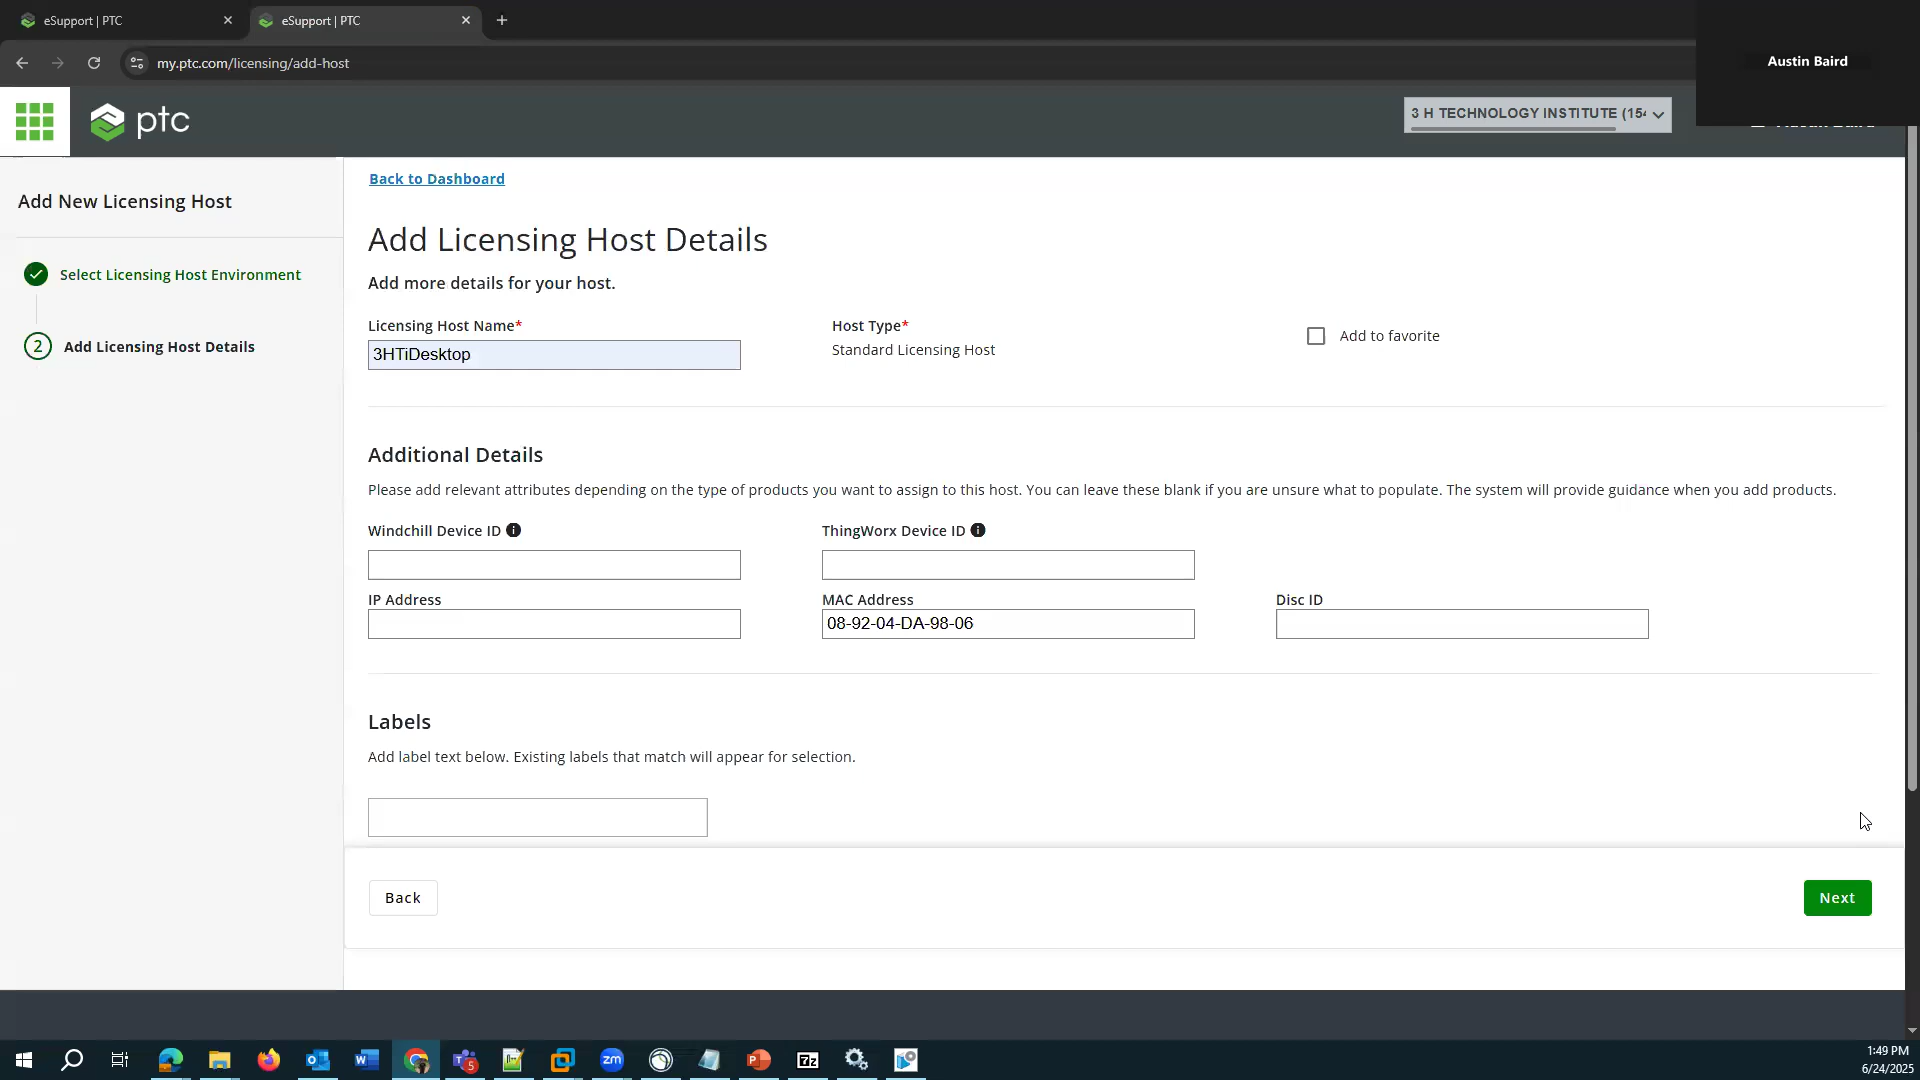 eSupport | PTC
eSupport | PTC
my.ptc.com/licensing/add-host
Austin Baird
ptc
3 H TECHNOLOGY INSTITUTE (154
Add New Licensing Host
Select Licensing Host Environment
2 Add Licensing Host Details
Back to Dashboard
Add Licensing Host Details
Add more details for your host.
Licensing Host Name* Host Type* Add to favorite
3HTiDesktop Standard Licensing Host
Additional Details
Please add relevant attributes depending on the type of products you want to assign to this host. You can leave these blank if you are unsure what to populate. The system will provide guidance when you add products.
Windchill Device ID ThingWorx Device ID
IP Address MAC Address Disc ID
08-92-04-DA-98-06
Labels
Add label text below. Existing labels that match will appear for selection.
Back Next
1:49 PM
6/24/2025